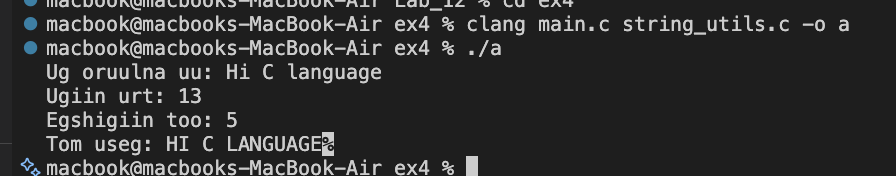 macbook@macbooks-MacBook-Air Lab_12 % cd ex4
macbook@macbooks-MacBook-Air ex4 % clang main.c string_utils.c -o a
macbook@macbooks-MacBook-Air ex4 % ./a
Ug oruulna uu: Hi C language
Ugiin urt: 13
Egshigiin too: 5
Tom useg: HI C LANGUAGE%
macbook@macbooks-MacBook-Air ex4 %